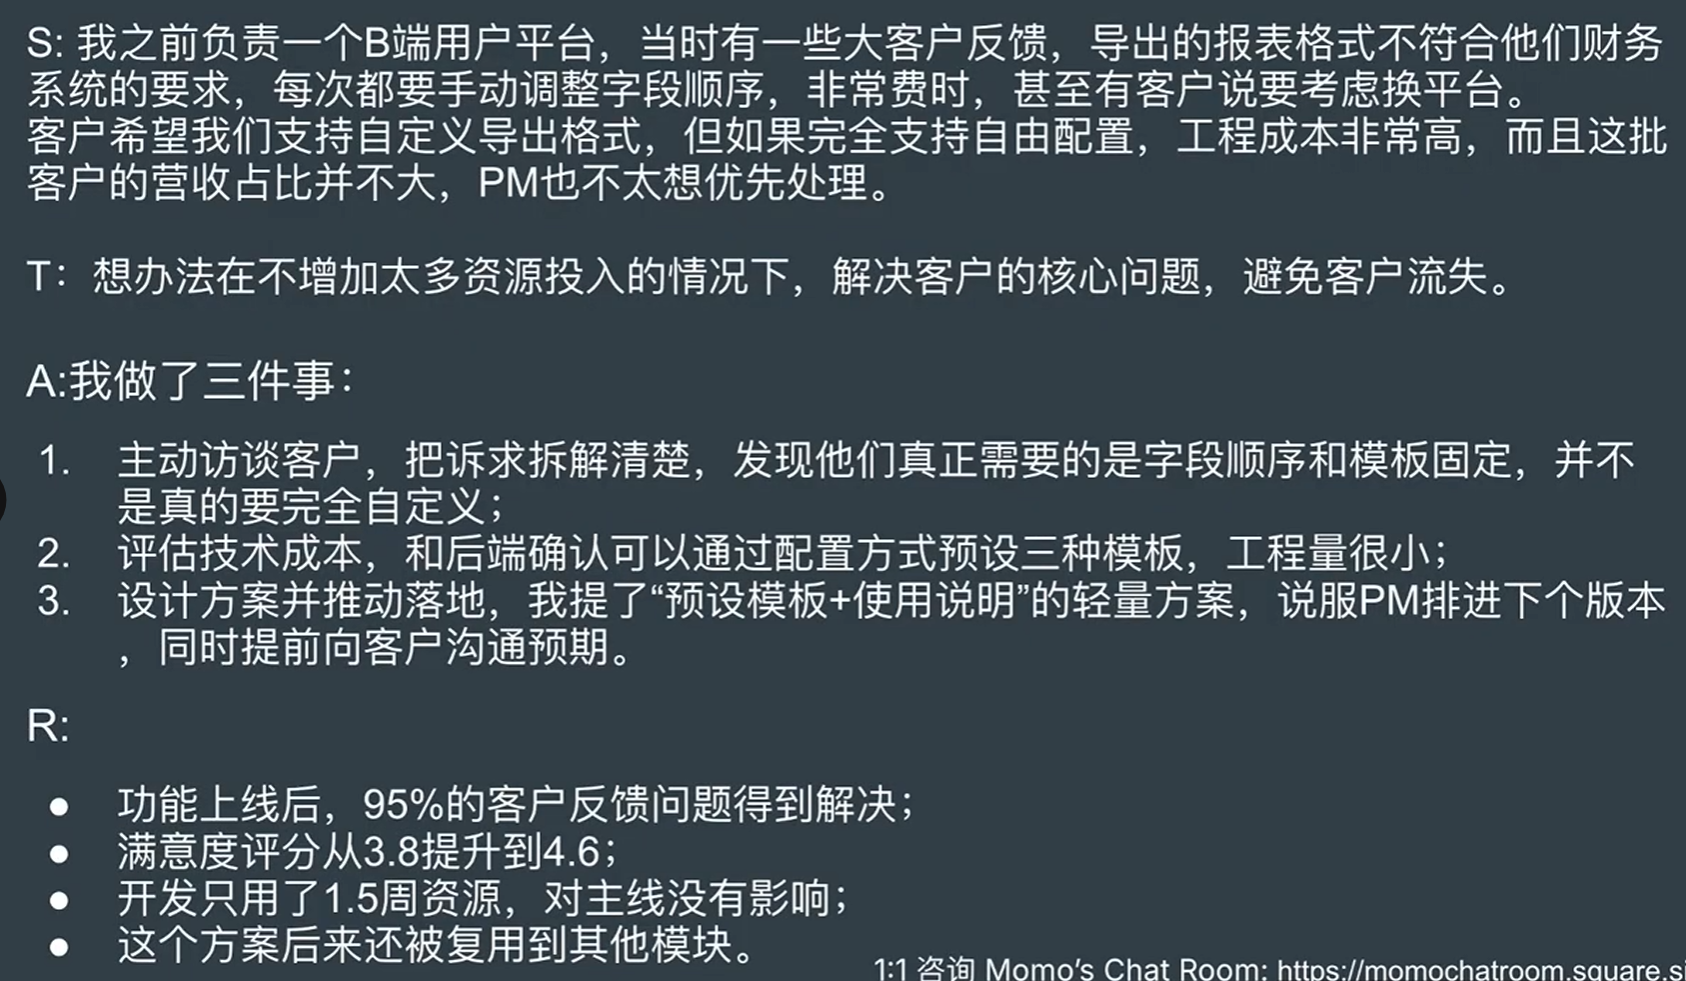 S: 我之前负责一个B端用户平台，当时有一些大客户反馈，导出的报表格式不符合他们财务
系统的要求，每次都要手动调整字段顺序，非常费时，甚至有客户说要考虑换平台。
客户希望我们支持自定义导出格式，但如果完全支持自由配置，工程成本非常高，而且这批
客户的营收占比并不大，PM也不太想优先处理。
T：想办法在不增加太多资源投入的情况下，解决客户的核心问题，避免客户流失。
A:我做了三件事：
1. 主动访谈客户，把诉求拆解清楚，发现他们真正需要的是字段顺序和模板固定，并不
是真的要完全自定义；
2. 评估技术成本，和后端确认可以通过配置方式预设三种模板，工程量很小；
3. 设计方案并推动落地，我提了“预设模板+使用说明”的轻量方案，说服PM排进下个版本
，同时提前向客户沟通预期。
R:
● 功能上线后，95%的客户反馈问题得到解决；
● 满意度评分从3.8提升到4.6；
● 开发只用了1.5周资源，对主线没有影响；
● 这个方案后来还被复用到其他模块。
1:1 咨询 Momo’s Chat Room: https://momochatroom.square.si